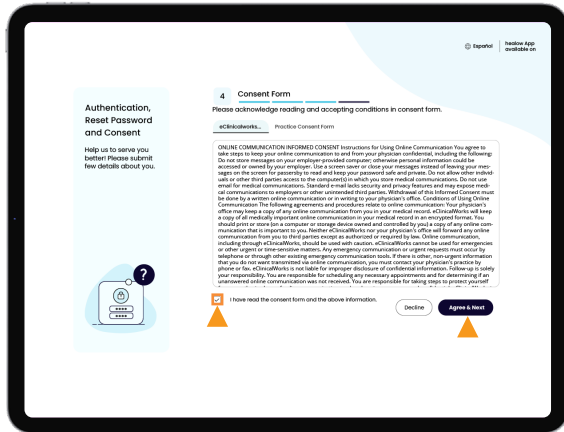 Español
healow App
available on
Authentication,
Reset Password
and Consent
Help us to serve you
better! Please submit
few details about you.
4 Consent Form
Please acknowledge reading and accepting conditions in consent form.
eClinicalworks... Practice Consent Form
ONLINE COMMUNICATION INFORMED CONSENT Instructions for Using Online Communication You agree to
take steps to keep your online communication to and from your physician confidential, including the following:
Do not store messages on your employer-provided computer; otherwise personal information could be
accessed or owned by your employer. Use a screen saver or close your messages instead of leaving your mes-
sages on the screen for passersby to read and keep your password safe and private. Do not allow other individ-
uals or other third parties access to the computer(s) in which you store medical communications. Do not use
email for medical communications. Standard e-mail lacks security and privacy features and may expose medi-
cal communications to employers or other unintended third parties. Withdrawal of this Informed Consent must
be done by a written online communication or in writing to your physician's office. Conditions of Using Online
Communication The following agreements and procedures relate to online communication: Your physician's
office may keep a copy of any online communication from you in your medical record. eClinicalWorks will keep
a copy of all medically important online communication in your medical record in an encrypted format. You
should print or store (on a computer or storage device owned and controlled by you) a copy of any online com-
munication that is important to you. Neither eClinicalWorks nor your physician's office will forward any online
communication from you to third parties except as authorized or required by law. Online communication,
including through eClinicalWorks, should be used with caution. eClinicalWorks cannot be used for emergencies
or other urgent or time-sensitive matters. Any emergency communication or urgent requests must occur by
telephone or through other existing emergency communication tools. If there is other, non-urgent information
that you do not want transmitted via online communication, you must contact your physician's practice by
phone or fax. eClinicalWorks is not liable for improper disclosure of confidential information. Follow-up is solely
your responsibility. You are responsible for scheduling any necessary appointments and for determining if an
unanswered online communication was not received. You are responsible for taking steps to protect yourself
I have read the consent form and the above information.
Decline
Agree & Next